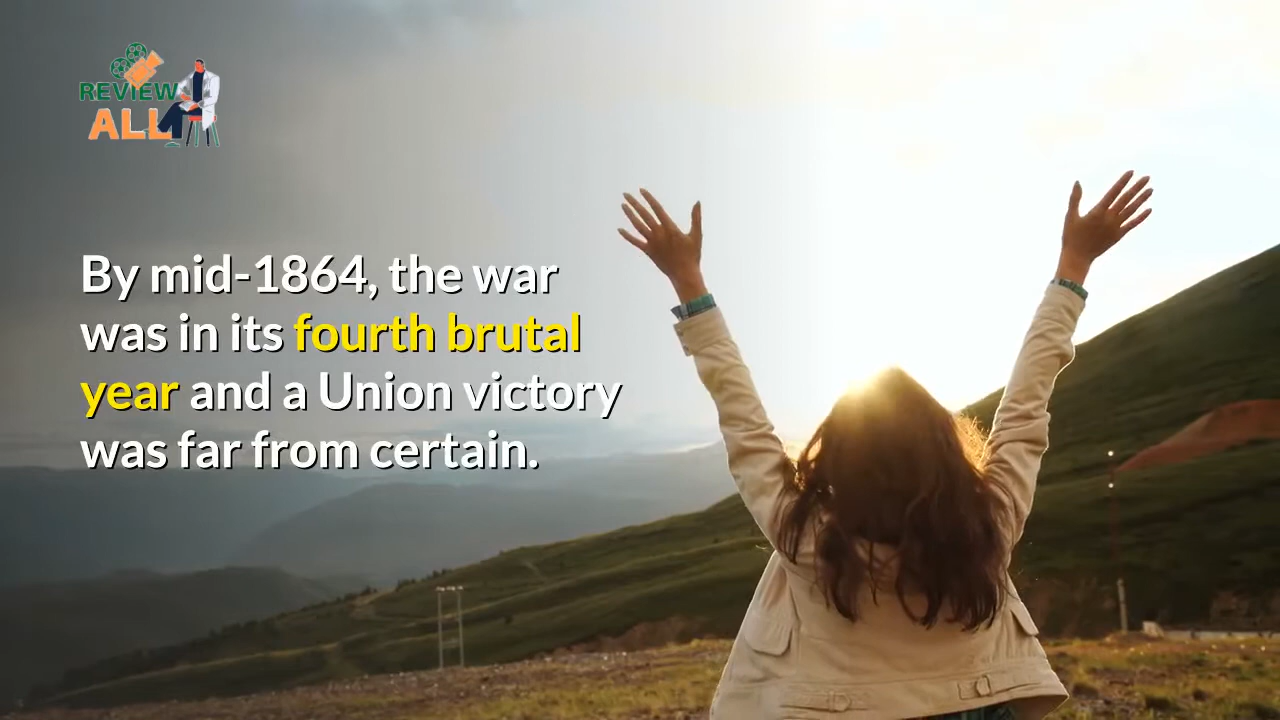 REVIEW
ALL
By mid-1864, the war
was in its fourth brutal
year and a Union victory
was far from certain.